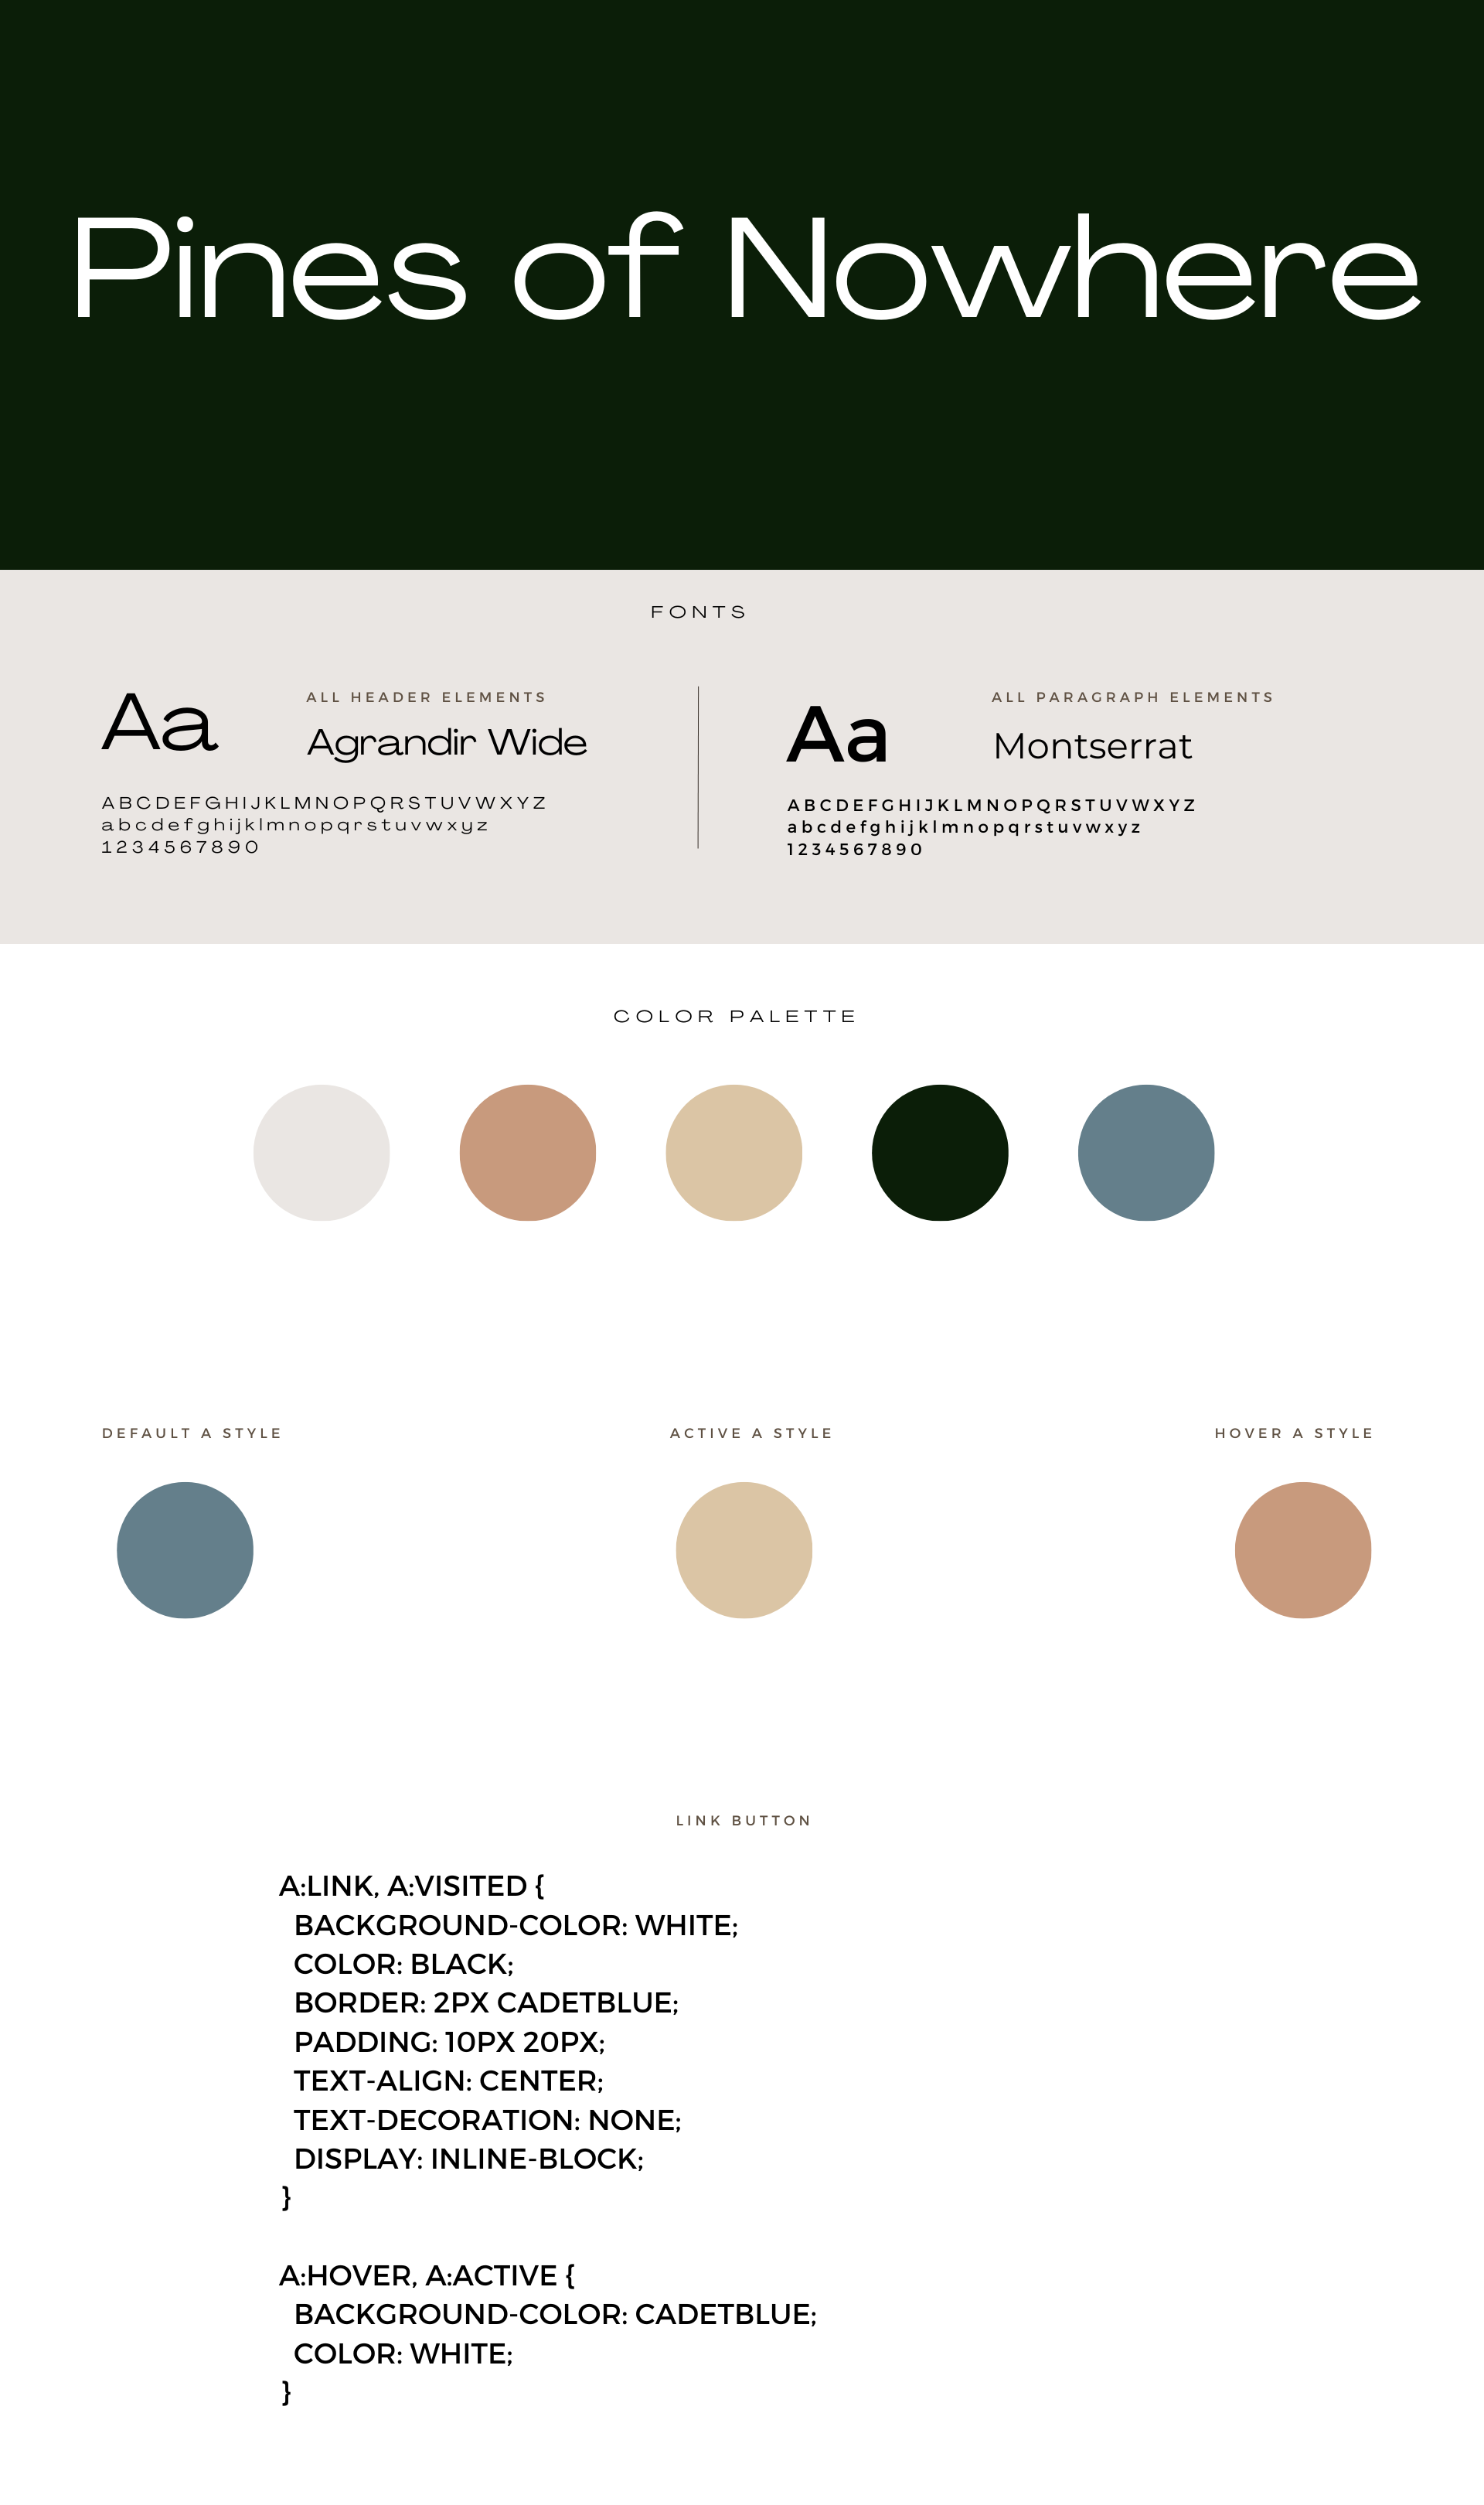 Pines of Nowhere
FONTS
Aa
ALL HEADER ELEMENTS
Agrandir Wide
ABCDEFGHIJKLMNOPQRSTUVWXYZ
abcdefghijklmnopqrstuvwxyz
1234567890
Aa
ALL PARAGRAPH ELEMENTS
Montserrat
ABCDEFGHIJKLMNOPQRSTUVWXYZ
abcdefghijklmnopqrstuvwxyz
1234567890
COLOR PALETTE
DEFAULT A STYLE
ACTIVE A STYLE
HOVER A STYLE
LINK BUTTON
A:LINK, A:VISITED {
BACKGROUND-COLOR: WHITE;
COLOR: BLACK;
BORDER: 2PX CADETBLUE;
PADDING: 10PX 20PX;
TEXT-ALIGN: CENTER;
TEXT-DECORATION: NONE;
DISPLAY: INLINE-BLOCK;
}
A:HOVER, A:ACTIVE {
BACKGROUND-COLOR: CADETBLUE;
COLOR: WHITE;
}